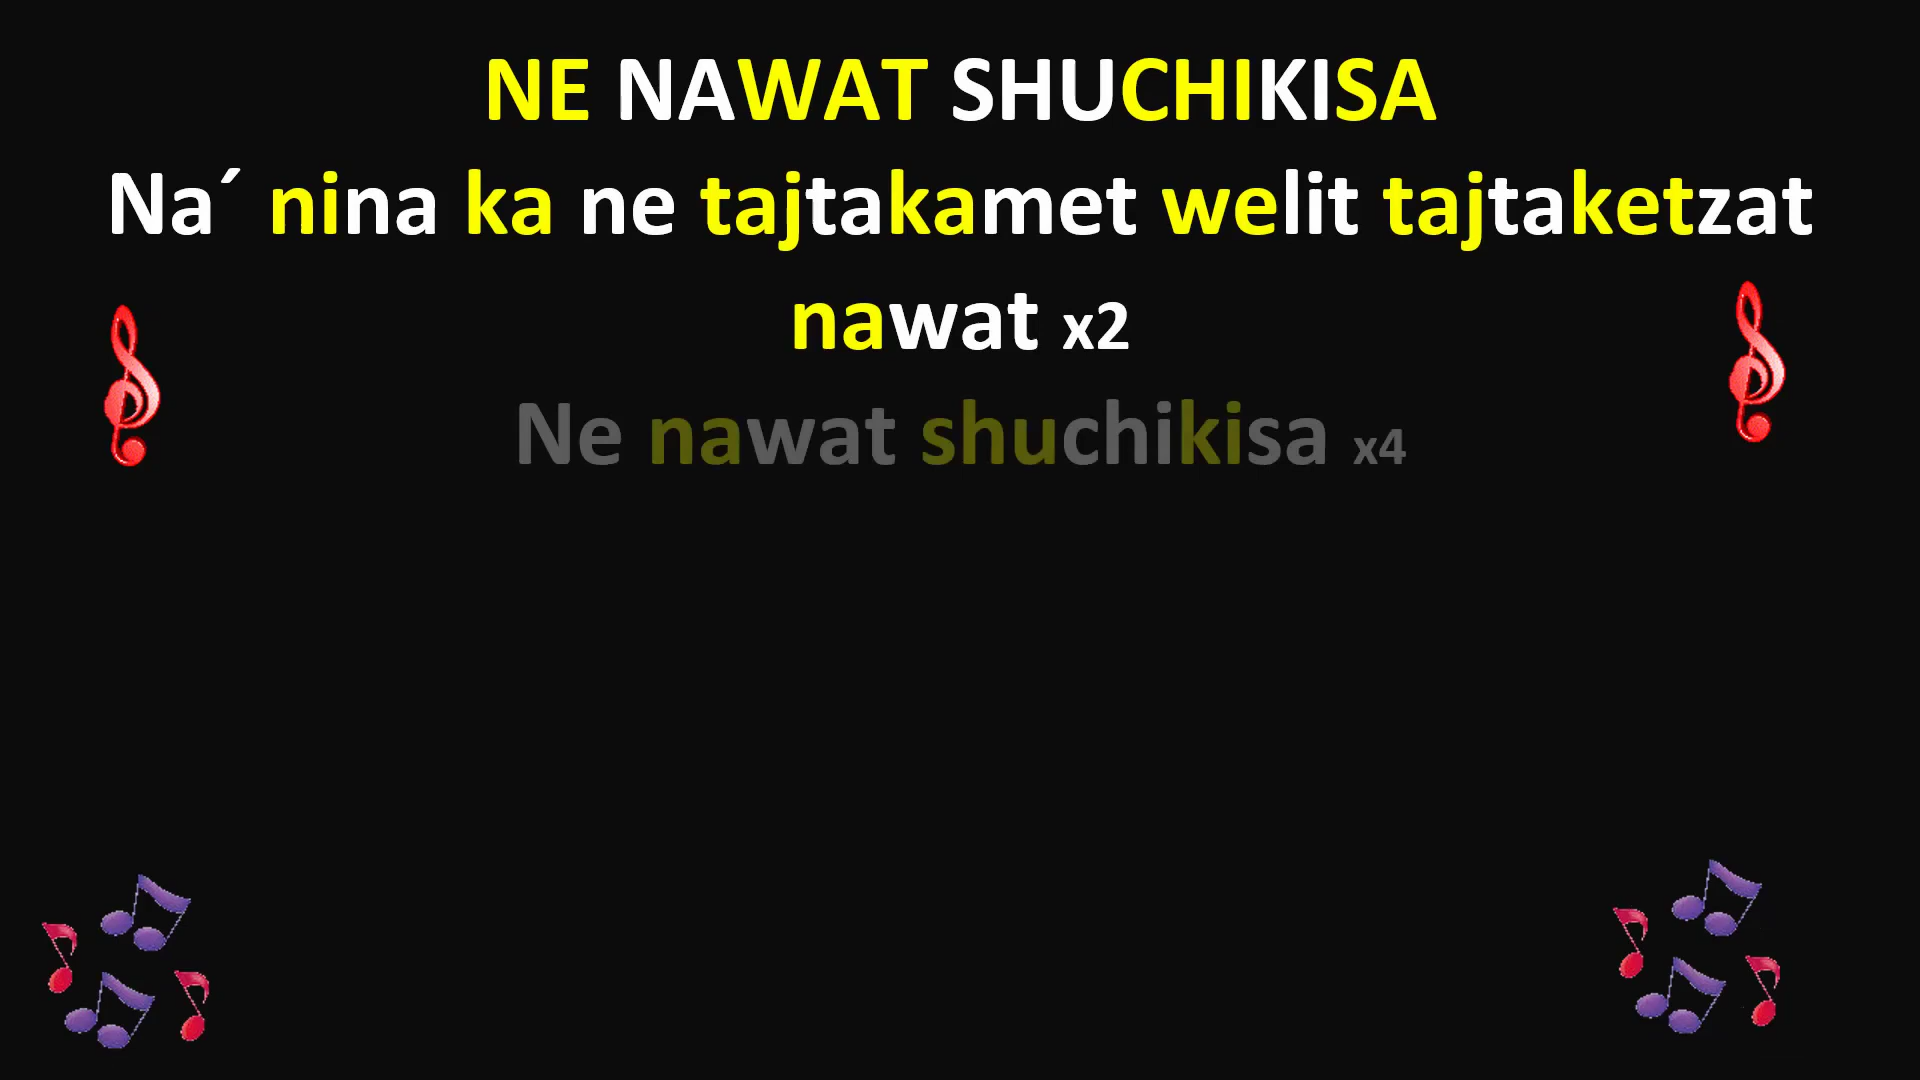 NE NAWAT SHUCHIKISA
Na´ nina ka ne tajtakamet welit tajtaketzat
nawat x2
Ne nawat shuchikisa x4